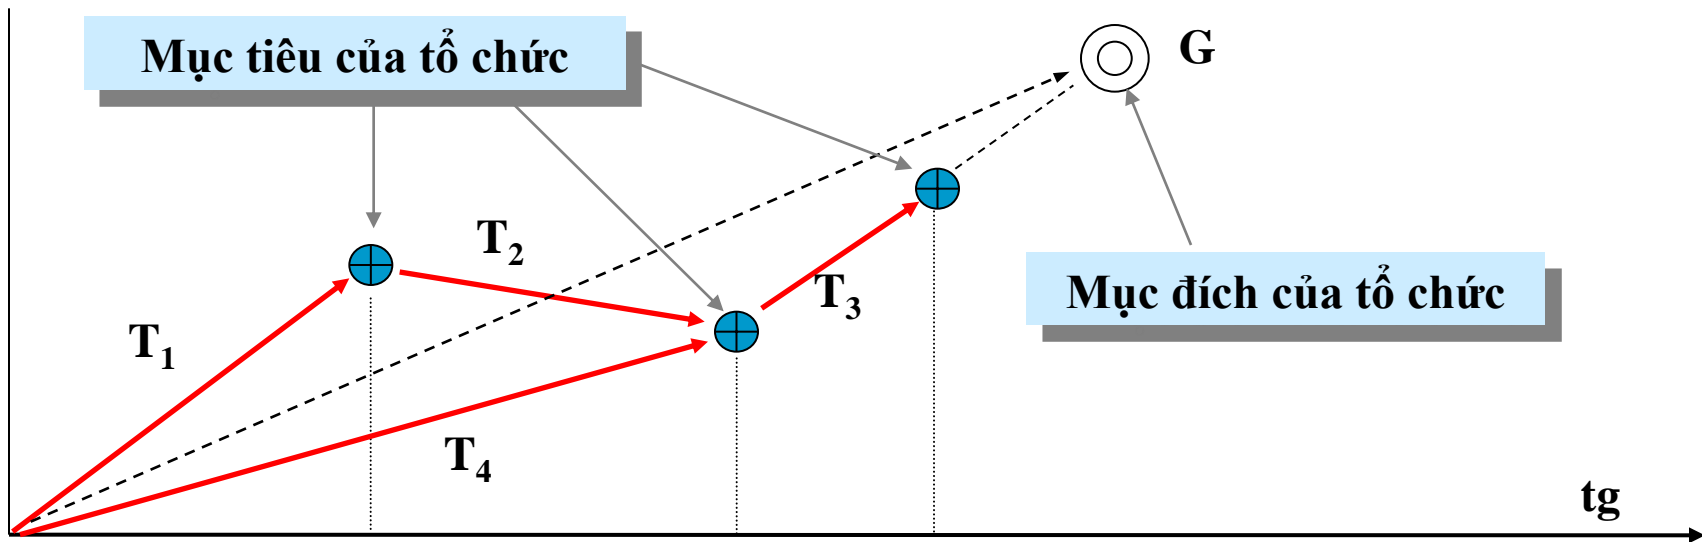 Mục tiêu của tổ chức
G
T2
T3
Mục đích của tổ chức
T1
T4
tg